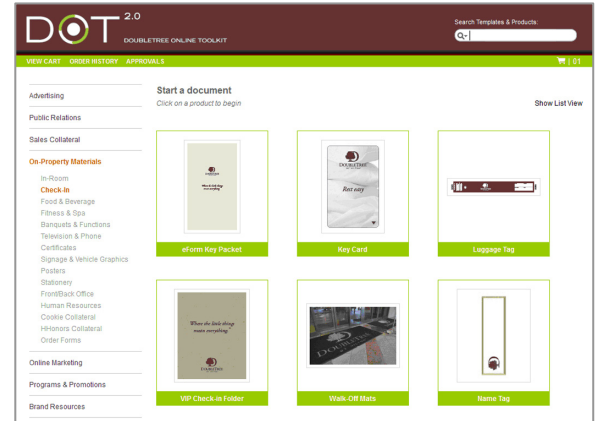 DOT 2.0
DOUBLETREE ONLINE TOOLKIT
Search Templates & Products:
VIEW CART ORDER HISTORY APPROVALS
| 01
Advertising
Public Relations
Sales Collateral
On-Property Materials
In-Room
Check-In
Food & Beverage
Fitness & Spa
Banquets & Functions
Television & Phone
Certificates
Signage & Vehicle Graphics
Posters
Stationery
Front/Back Office
Human Resources
Cookie Collateral
HHonors Collateral
Order Forms
Online Marketing
Programs & Promotions
Brand Resources
Start a document
Click on a product to begin
Show List View
eForm Key Packet
DOUBLETREE
Rest easy
Key Card
Luggage Tag
When the little things
mean everything.
DOUBLETREE
VIP Check-in Folder
DOUBLETREE
Walk-Off Mats
Name Tag